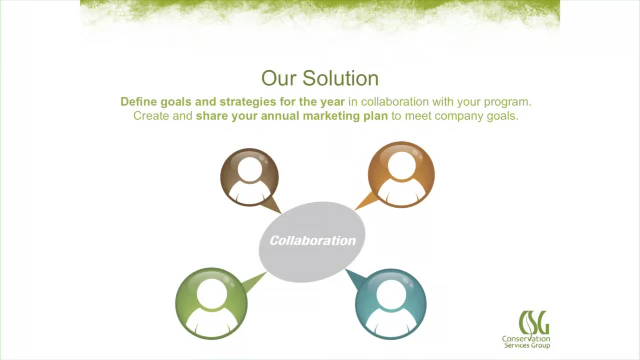 Our Solution
Define goals and strategies for the year in collaboration with your program.
Create and share your annual marketing plan to meet company goals.
Collaboration
CSG
Conservation
Services Group